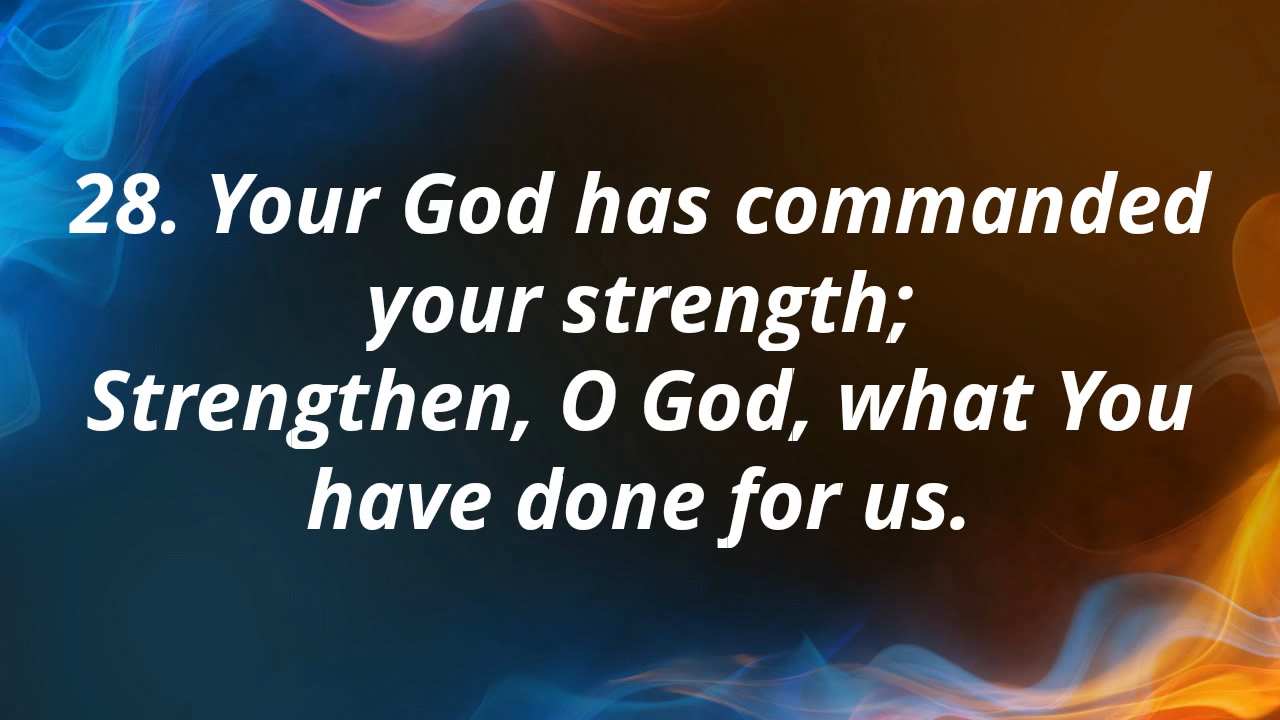 28. Your God has commanded
your strength;
Strengthen, O God, what You
have done for us.